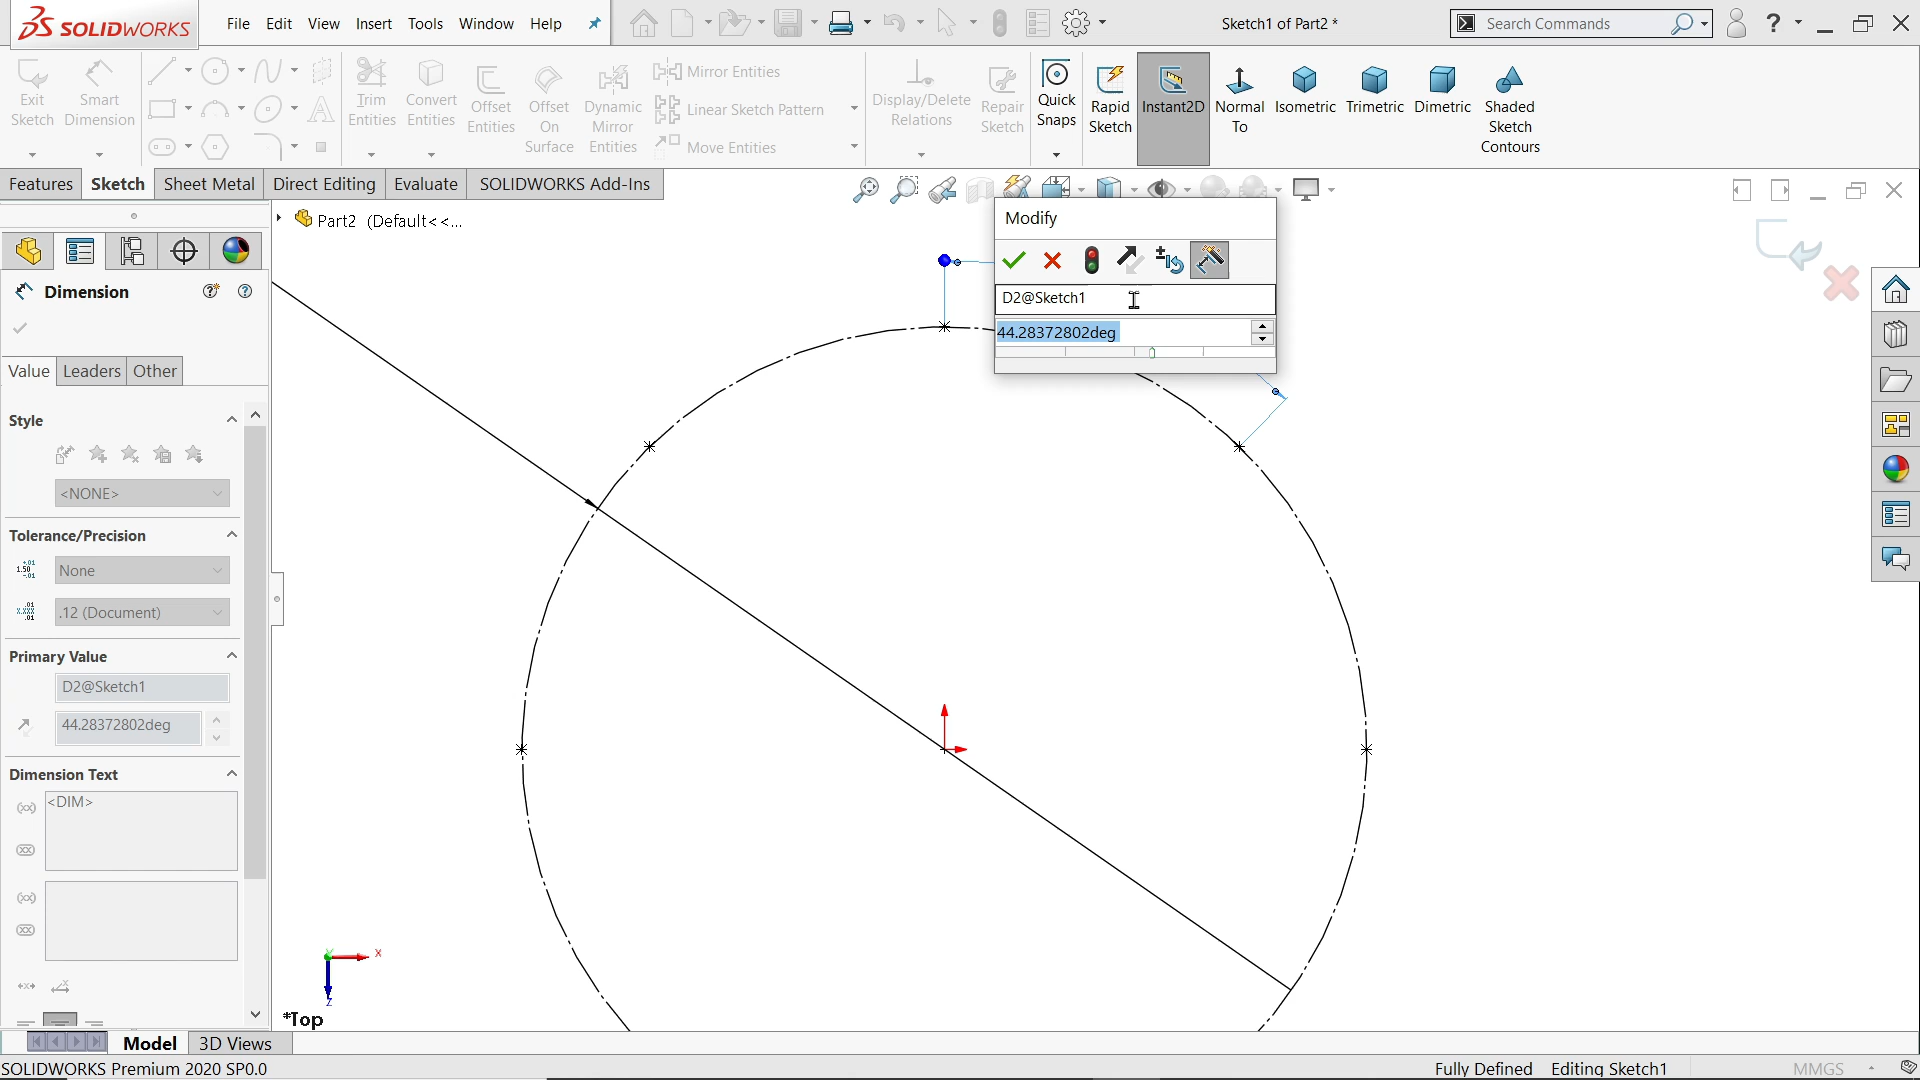 SOLIDWORKS
File Edit View Insert Tools Window Help
Sketch1 of Part2 *
Search Commands
?
Exit Sketch
Smart Dimension
Trim Entities
Convert Entities
Offset Entities
Offset On Surface
Dynamic Mirror Entities
Mirror Entities
Linear Sketch Pattern
Move Entities
Display/Delete Relations
Repair Sketch
Quick Snaps
Rapid Sketch
Instant2D
Normal To
Isometric
Trimetric
Dimetric
Shaded Sketch Contours
Features Sketch Sheet Metal Direct Editing Evaluate SOLIDWORKS Add-Ins
Part2 (Default<<...
Modify
D2@Sketch1
44.28372802deg
Dimension
Value Leaders Other
Style
<NONE>
Tolerance/Precision
None
.12 (Document)
Primary Value
D2@Sketch1
44.28372802deg
Dimension Text
<DIM>
X
Y
Z
*Top
Model 3D Views
SOLIDWORKS Premium 2020 SP0.0
Fully Defined Editing Sketch1 MMGS